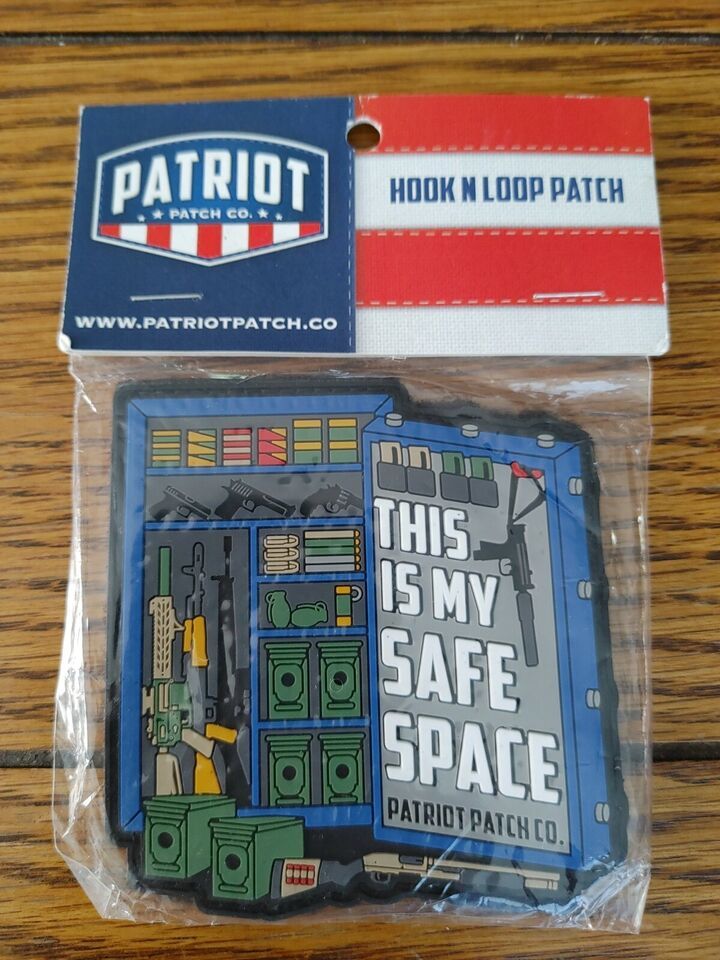 PATRIOT
PATCH CO.
WWW.PATRIOTPATCH.CO
HOOK N LOOP PATCH
THIS
IS MY
SAFE
SPACE
PATRIOT PATCH CO.